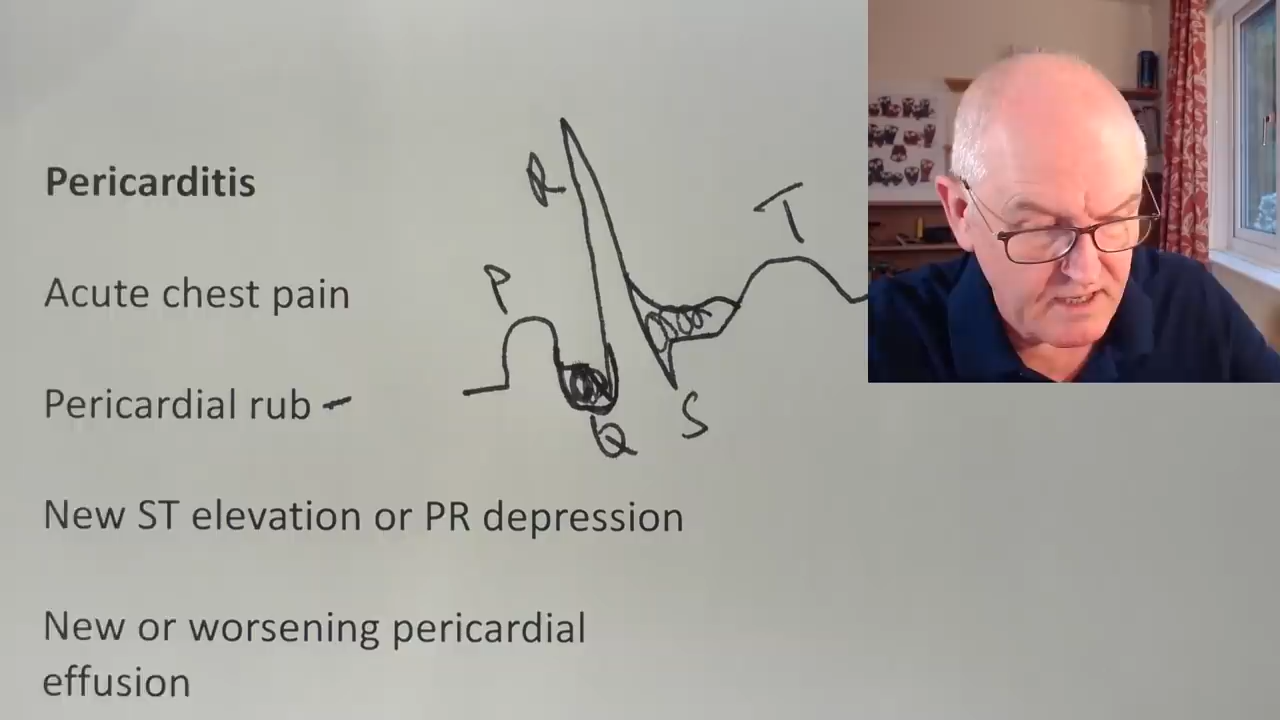 Pericarditis
R
T
P
Acute chest pain
Pericardial rub -
S
Q
New ST elevation or PR depression
New or worsening pericardial
effusion